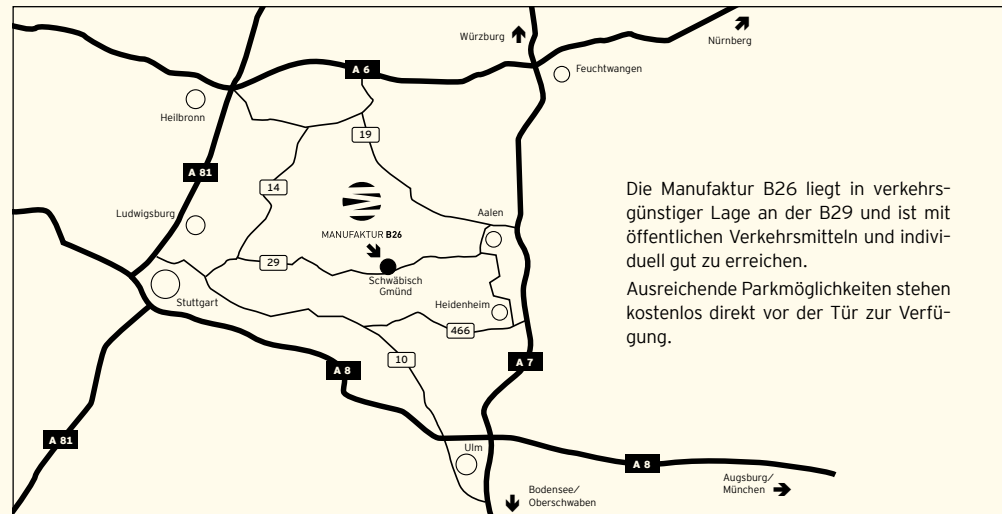 Würzburg
Nürnberg
A 6
Feuchtwangen
Heilbronn
19
A 81
14
Ludwigsburg
Aalen
MANUFAKTUR B26
29
Schwäbisch
Gmünd
Stuttgart
Heidenheim
466
10
A 8
A 7
A 81
Ulm
A 8
Bodensee/
Oberschwaben
Augsburg/
München
Die Manufaktur B26 liegt in verkehrs-
günstiger Lage an der B29 und ist mit
öffentlichen Verkehrsmitteln und indivi-
duell gut zu erreichen.
Ausreichende Parkmöglichkeiten stehen
kostenlos direkt vor der Tür zur Verfü-
gung.